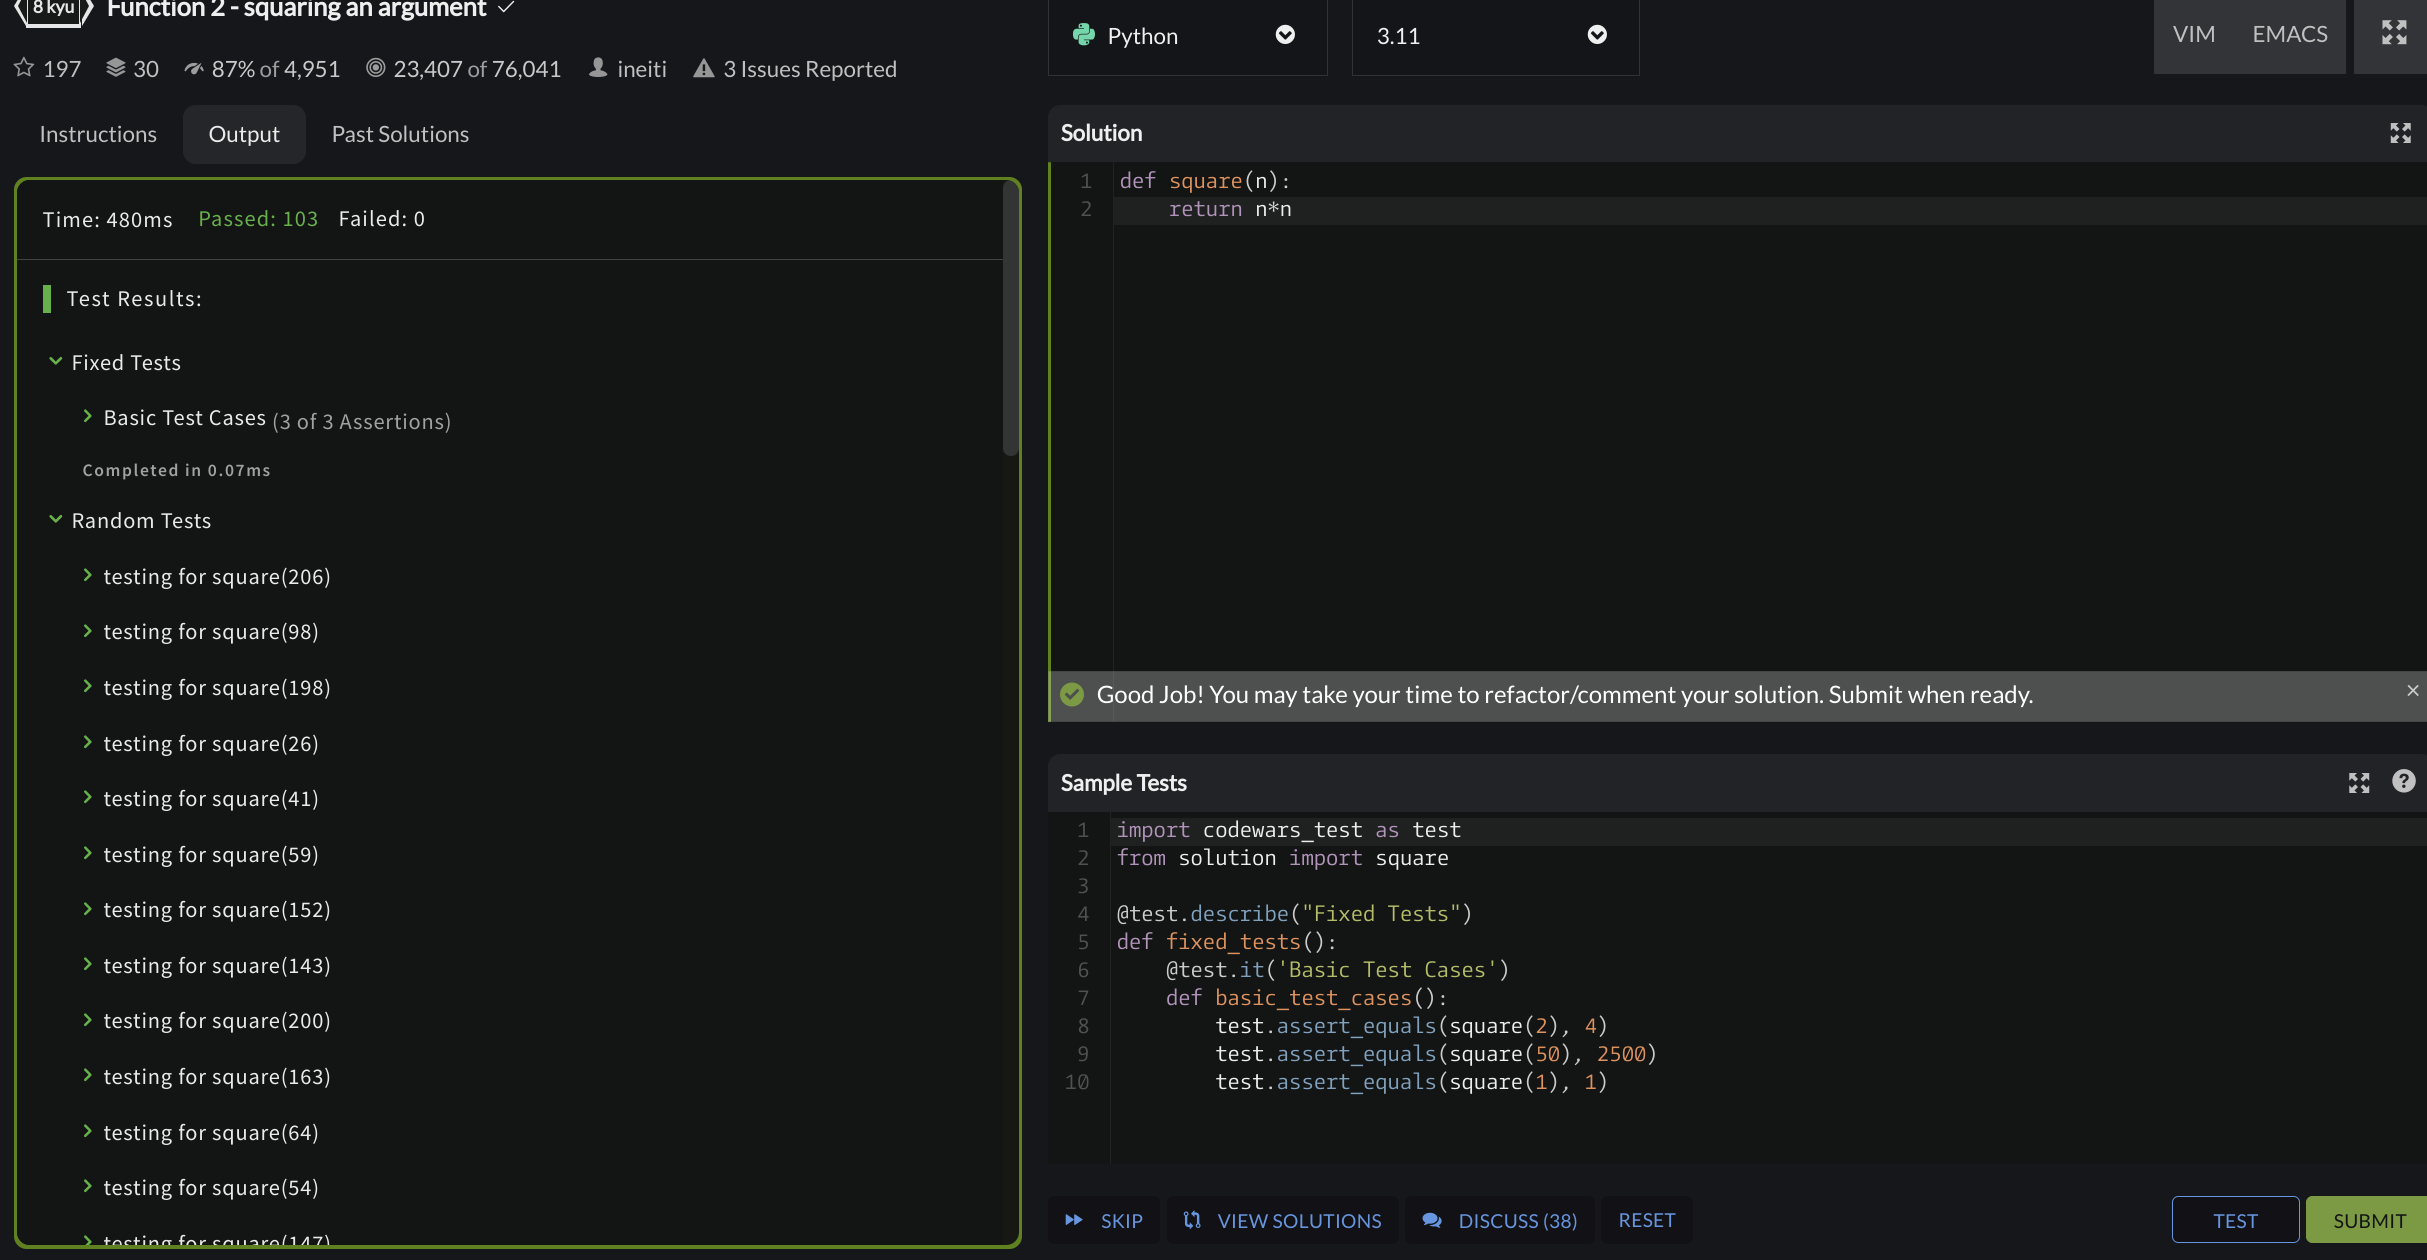 8 kyu Function 2 - squaring an argument
197 30 87% of 4,951 23,407 of 76,041 ineiti 3 Issues Reported
Instructions Output Past Solutions
Time: 480ms Passed: 103 Failed: 0
Test Results:
Fixed Tests
Basic Test Cases (3 of 3 Assertions)
Completed in 0.07ms
Random Tests
testing for square(206)
testing for square(98)
testing for square(198)
testing for square(26)
testing for square(41)
testing for square(59)
testing for square(152)
testing for square(143)
testing for square(200)
testing for square(163)
testing for square(64)
testing for square(54)
testing for square(147)
Python 3.11 VIM EMACS
Solution
1 def square(n):
2     return n*n
Good Job! You may take your time to refactor/comment your solution. Submit when ready.
Sample Tests
1 import codewars_test as test
2 from solution import square
3
4 @test.describe("Fixed Tests")
5 def fixed_tests():
6     @test.it('Basic Test Cases')
7     def basic_test_cases():
8         test.assert_equals(square(2), 4)
9         test.assert_equals(square(50), 2500)
10         test.assert_equals(square(1), 1)
SKIP VIEW SOLUTIONS DISCUSS (38) RESET TEST SUBMIT